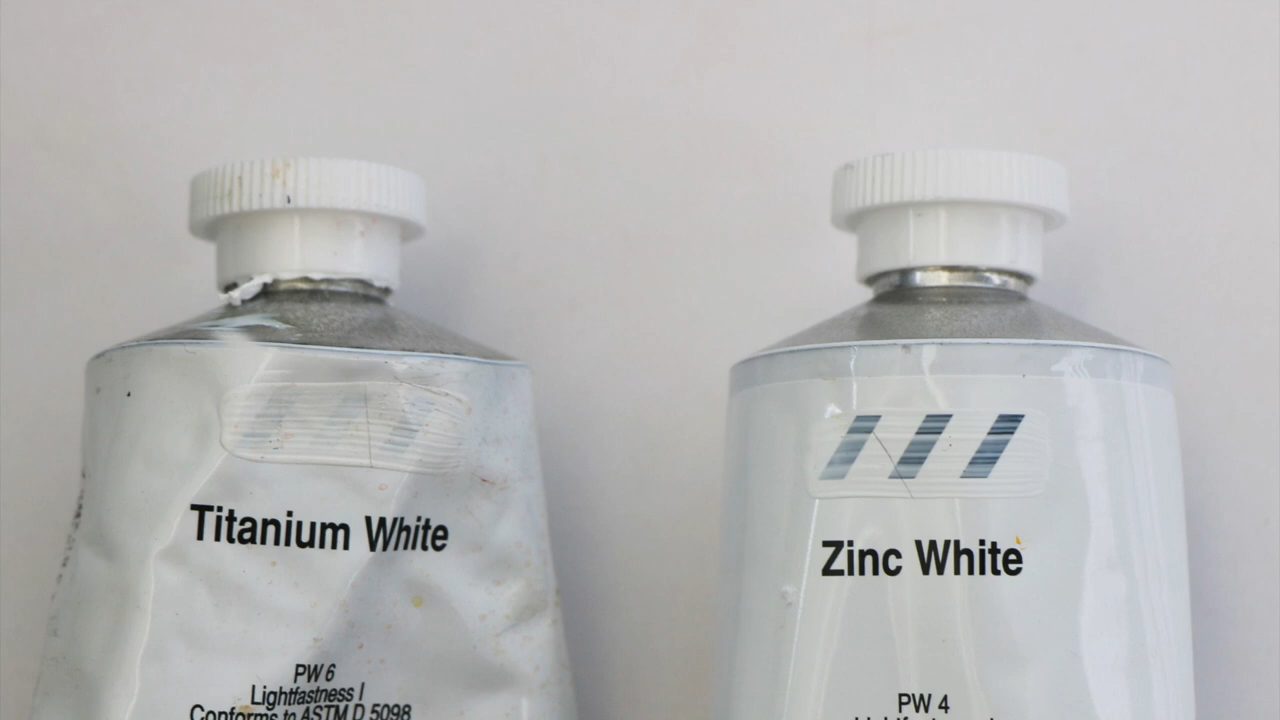 Titanium White
PW 6
Lightfastness I
Conforms to ASTM D 5098
Zinc White
PW 4